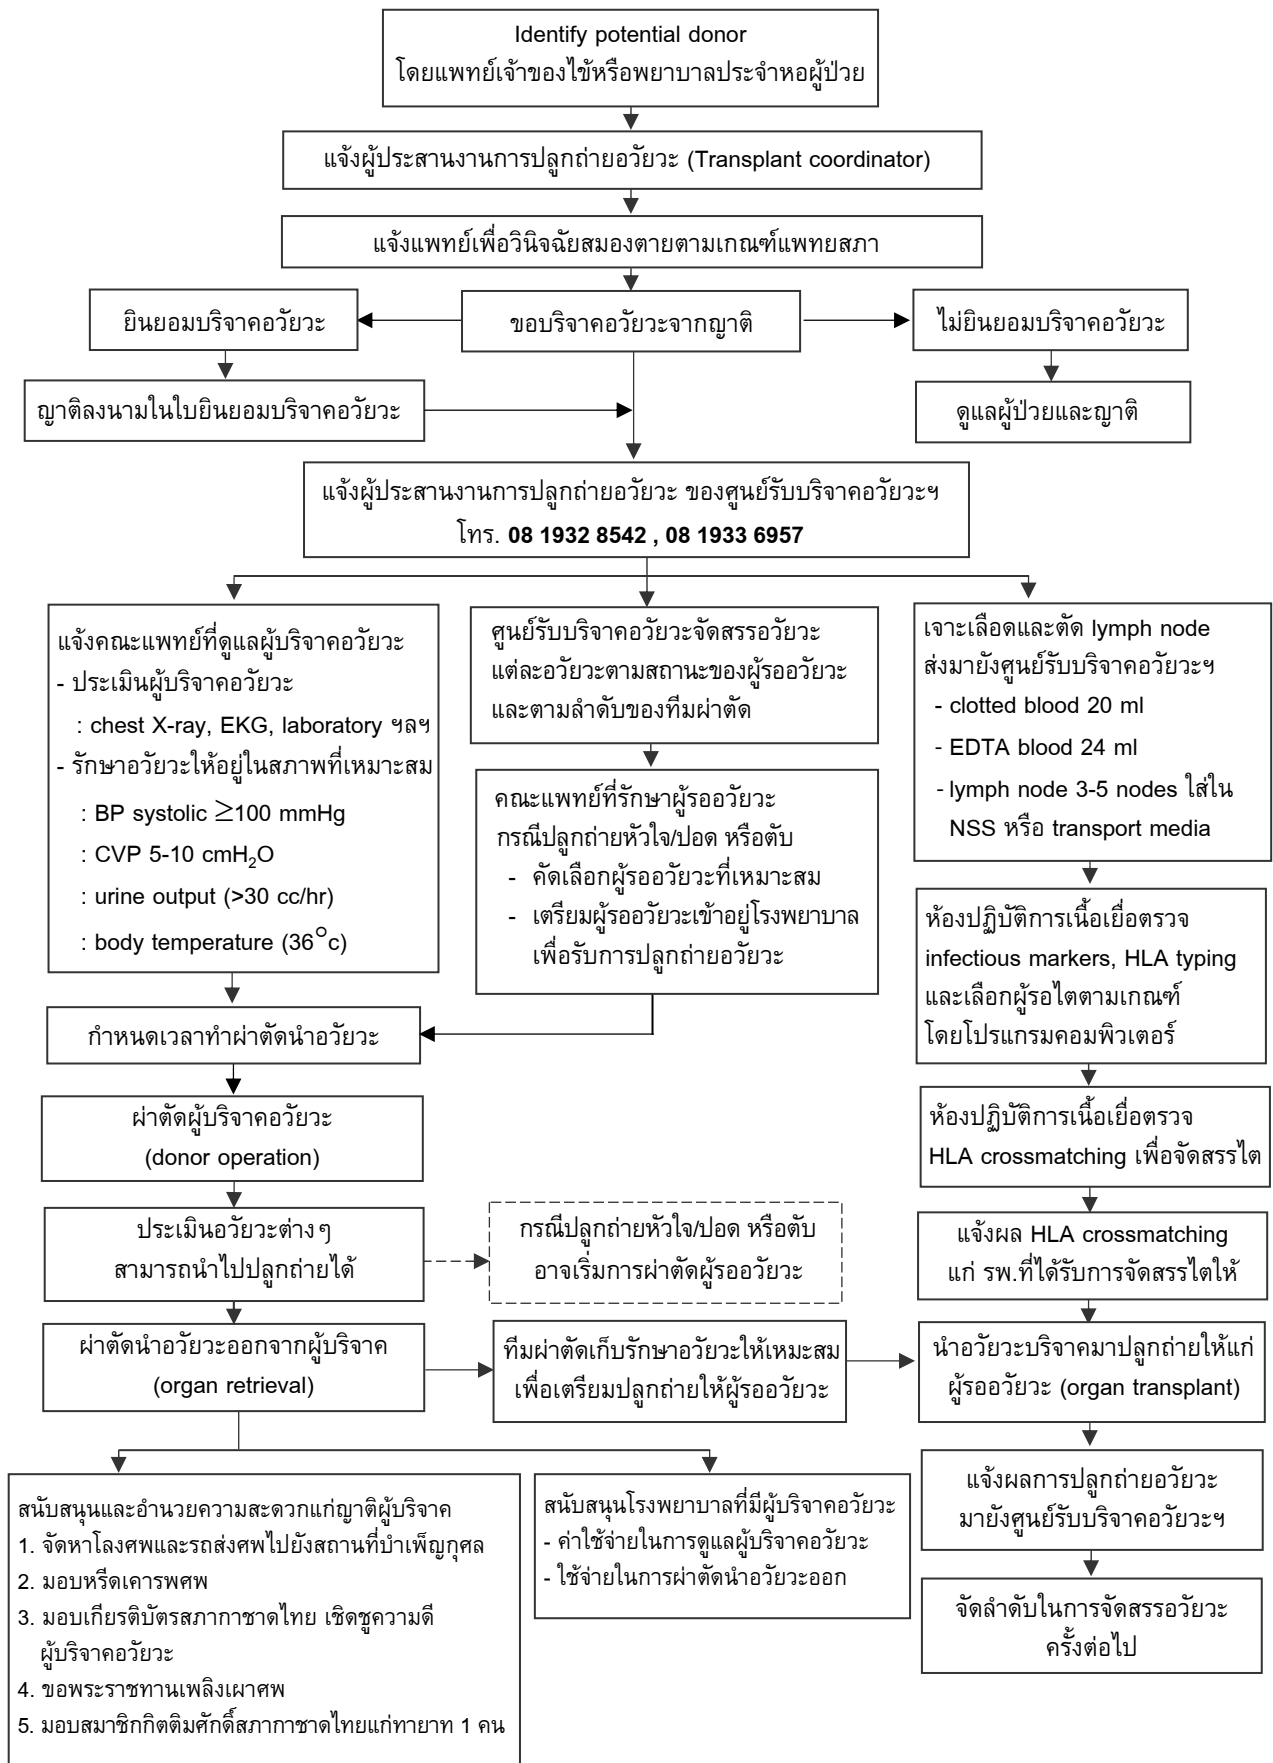 Identify potential donor
โดยแพทย์เจ้าของไข้หรือพยาบาลประจำหอผู้ป่วย
แจ้งผู้ประสานงานการปลูกถ่ายอวัยวะ (Transplant coordinator)
แจ้งแพทย์เพื่อวินิจฉัยสมองตายตามเกณฑ์แพทยสภา
ยินยอมบริจาคอวัยวะ
ขอบริจาคอวัยวะจากญาติ
ไม่ยินยอมบริจาคอวัยวะ
ญาติลงนามในใบยินยอมบริจาคอวัยวะ
ดูแลผู้ป่วยและญาติ
แจ้งผู้ประสานงานการปลูกถ่ายอวัยวะ ของศูนย์รับบริจาคอวัยวะฯ
โทร. 08 1932 8542 , 08 1933 6957
แจ้งคณะแพทย์ที่ดูแลผู้บริจาคอวัยวะ
- ประเมินผู้บริจาคอวัยวะ
: chest X-ray, EKG, laboratory ฯลฯ
- รักษาอวัยวะให้อยู่ในสภาพที่เหมาะสม
: BP systolic ≥100 mmHg
: CVP 5-10 cmH₂O
: urine output (>30 cc/hr)
: body temperature (36°c)
ศูนย์รับบริจาคอวัยวะจัดสรรอวัยวะ
แต่ละอวัยวะตามสถานะของผู้รออวัยวะ
และตามลำดับของทีมผ่าตัด
คณะแพทย์ที่รักษาผู้รออวัยวะ
กรณีปลูกถ่ายหัวใจ/ปอด หรือตับ
- คัดเลือกผู้รออวัยวะที่เหมาะสม
- เตรียมผู้รออวัยวะเข้าอยู่โรงพยาบาล
เพื่อรับการปลูกถ่ายอวัยวะ
เจาะเลือดและตัด lymph node
ส่งมายังศูนย์รับบริจาคอวัยวะฯ
- clotted blood 20 ml
- EDTA blood 24 ml
- lymph node 3-5 nodes ใส่ใน
NSS หรือ transport media
ห้องปฏิบัติการเนื้อเยื่อตรวจ
infectious markers, HLA typing
และเลือกผู้รอไตตามเกณฑ์
โดยโปรแกรมคอมพิวเตอร์
กำหนดเวลาทำผ่าตัดนำอวัยวะ
ผ่าตัดผู้บริจาคอวัยวะ
(donor operation)
ห้องปฏิบัติการเนื้อเยื่อตรวจ
HLA crossmatching เพื่อจัดสรรไต
ประเมินอวัยวะต่างๆ
สามารถนำไปปลูกถ่ายได้
กรณีปลูกถ่ายหัวใจ/ปอด หรือตับ
อาจเริ่มการผ่าตัดผู้รออวัยวะ
แจ้งผล HLA crossmatching
แก่ รพ.ที่ได้รับการจัดสรรไตให้
ผ่าตัดนำอวัยวะออกจากผู้บริจาค
(organ retrieval)
ทีมผ่าตัดเก็บรักษาอวัยวะให้เหมะสม
เพื่อเตรียมปลูกถ่ายให้ผู้รออวัยวะ
นำอวัยวะบริจาคมาปลูกถ่ายให้แก่
ผู้รออวัยวะ (organ transplant)
สนับสนุนและอำนวยความสะดวกแก่ญาติผู้บริจาค
1. จัดหาโลงศพและรถส่งศพไปยังสถานที่บำเพ็ญกุศล
2. มอบหรีดเคารพศพ
3. มอบเกียรติบัตรสภากาชาดไทย เชิดชูความดี
ผู้บริจาคอวัยวะ
4. ขอพระราชทานเพลิงเผาศพ
5. มอบสมาชิกกิตติมศักดิ์สภากาชาดไทยแก่ทายาท 1 คน
สนับสนุนโรงพยาบาลที่มีผู้บริจาคอวัยวะ
- ค่าใช้จ่ายในการดูแลผู้บริจาคอวัยวะ
- ใช้จ่ายในการผ่าตัดนำอวัยวะออก
แจ้งผลการปลูกถ่ายอวัยวะ
มายังศูนย์รับบริจาคอวัยวะฯ
จัดลำดับในการจัดสรรอวัยวะ
ครั้งต่อไป